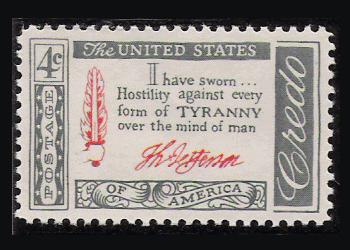 The UNITED STATES
4¢
POSTAGE
I have sworn...
Hostility against every
form of TYRANNY
over the mind of man
Th Jefferson
OF AMERICA
Credo